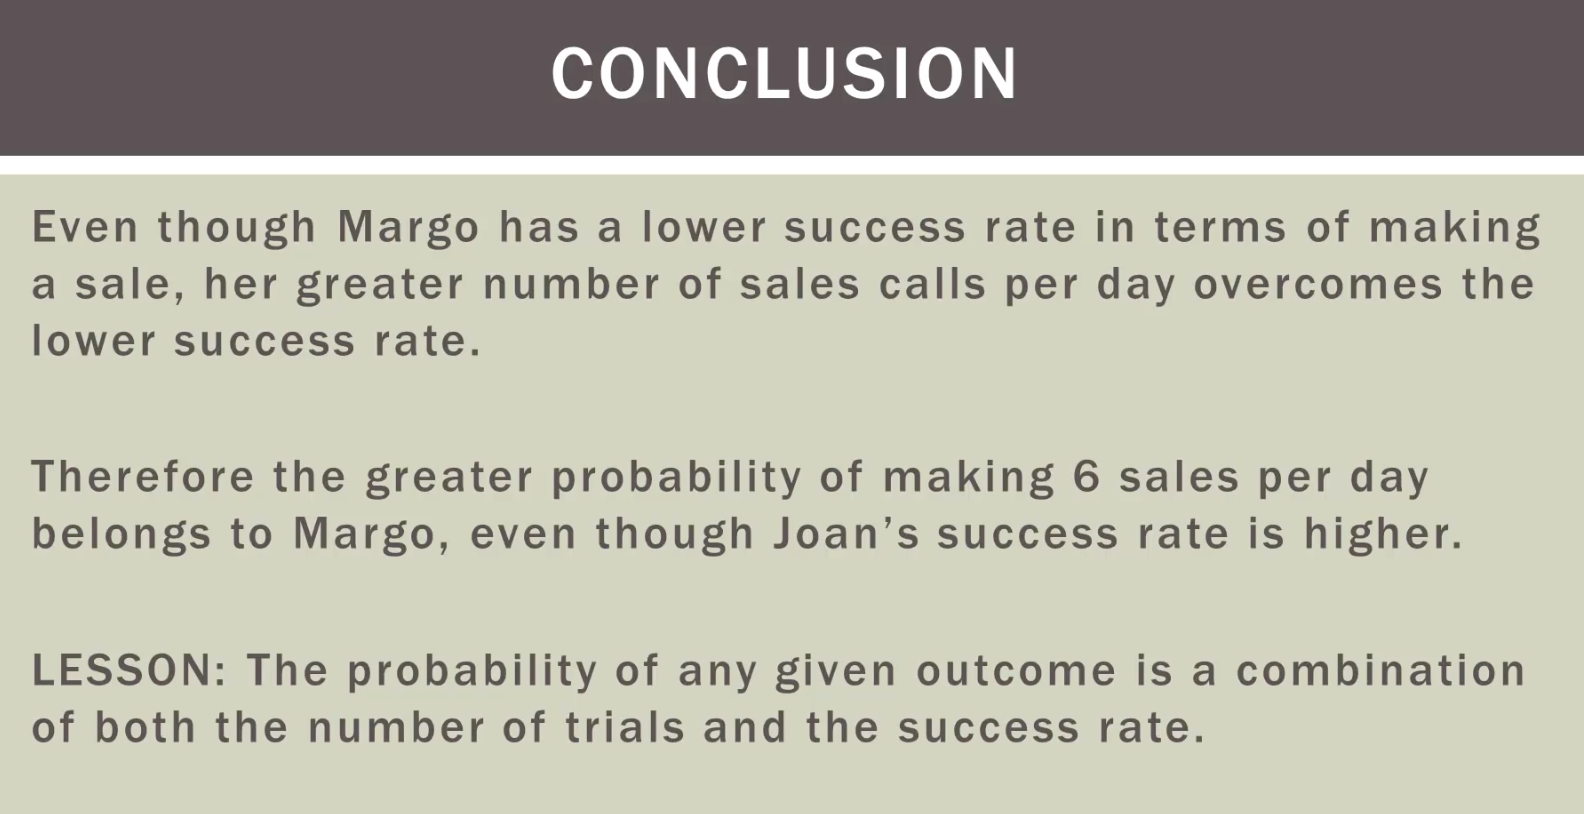 CONCLUSION
Even though Margo has a lower success rate in terms of making
a sale, her greater number of sales calls per day overcomes the
lower success rate.
Therefore the greater probability of making 6 sales per day
belongs to Margo, even though Joan’s success rate is higher.
LESSON: The probability of any given outcome is a combination
of both the number of trials and the success rate.